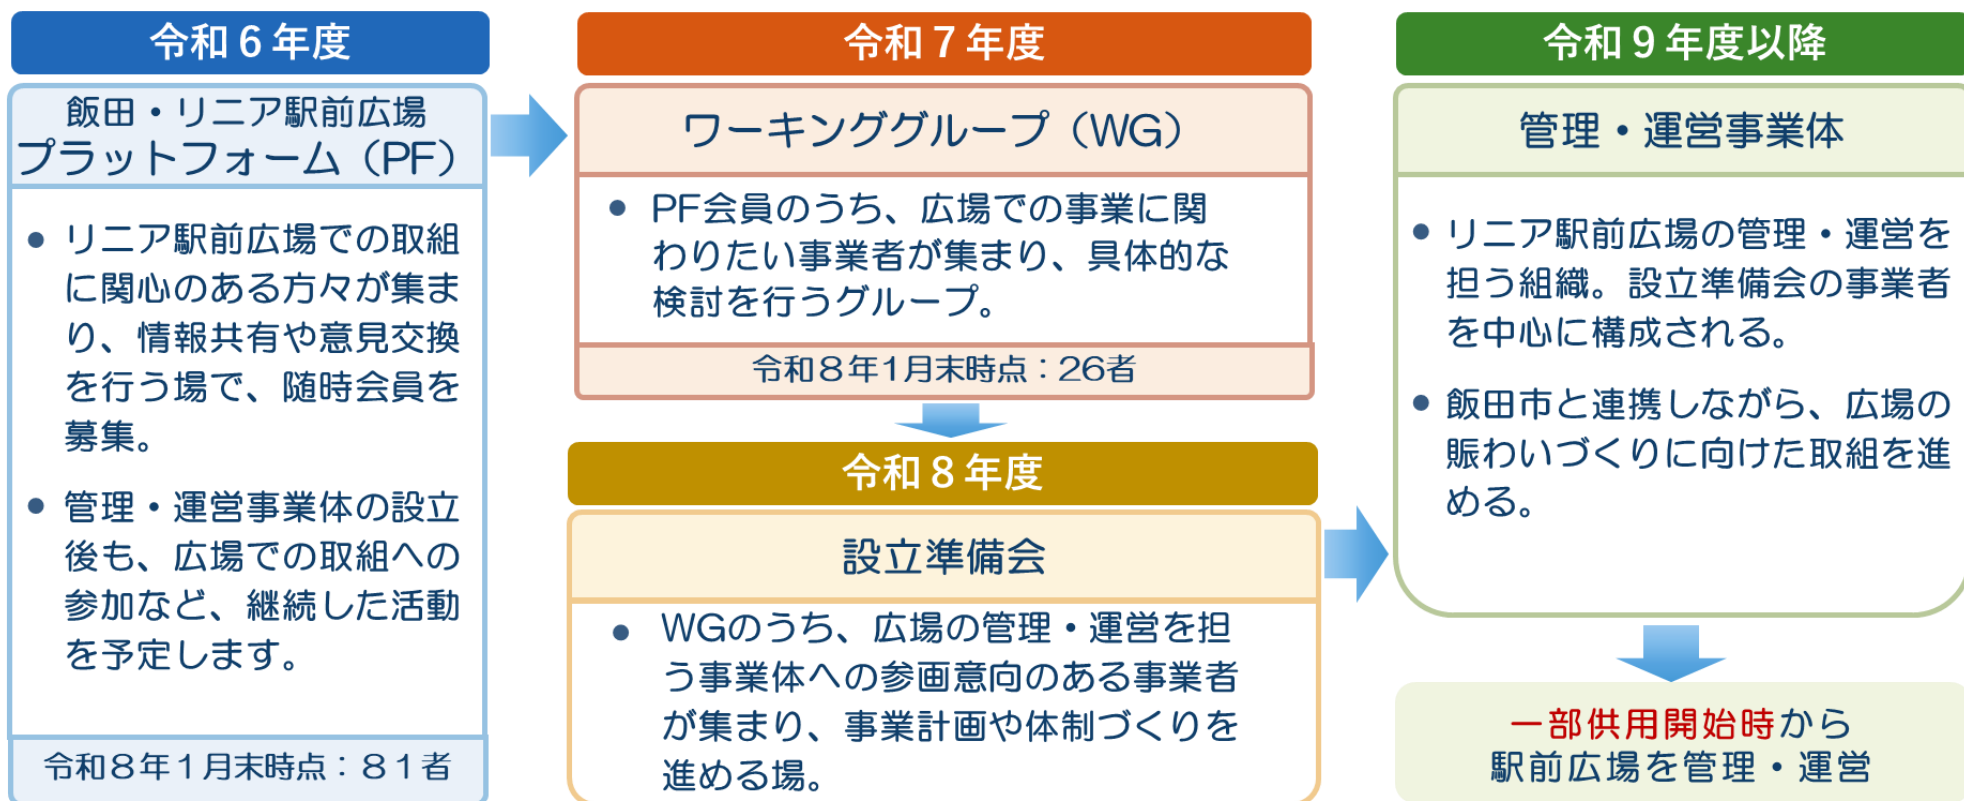 令和６年度
飯田・リニア駅前広場
プラットフォーム（PF）
● リニア駅前広場での取組
に関心のある方々が集ま
り、情報共有や意見交換
を行う場で、随時会員を
募集。
● 管理・運営事業体の設立
後も、広場での取組への
参加など、継続した活動
を予定します。
令和８年１月末時点：８１者
令和７年度
ワーキンググループ（WG）
● PF会員のうち、広場での事業に関
わりたい事業者が集まり、具体的な
検討を行うグループ。
令和８年1月末時点：26者
令和８年度
設立準備会
● WGのうち、広場の管理・運営を担
う事業体への参画意向のある事業者
が集まり、事業計画や体制づくりを
進める場。
令和９年度以降
管理・運営事業体
● リニア駅前広場の管理・運営を
担う組織。設立準備会の事業者
を中心に構成される。
● 飯田市と連携しながら、広場の
賑わいづくりに向けた取組を進
める。
一部供用開始時から
駅前広場を管理・運営